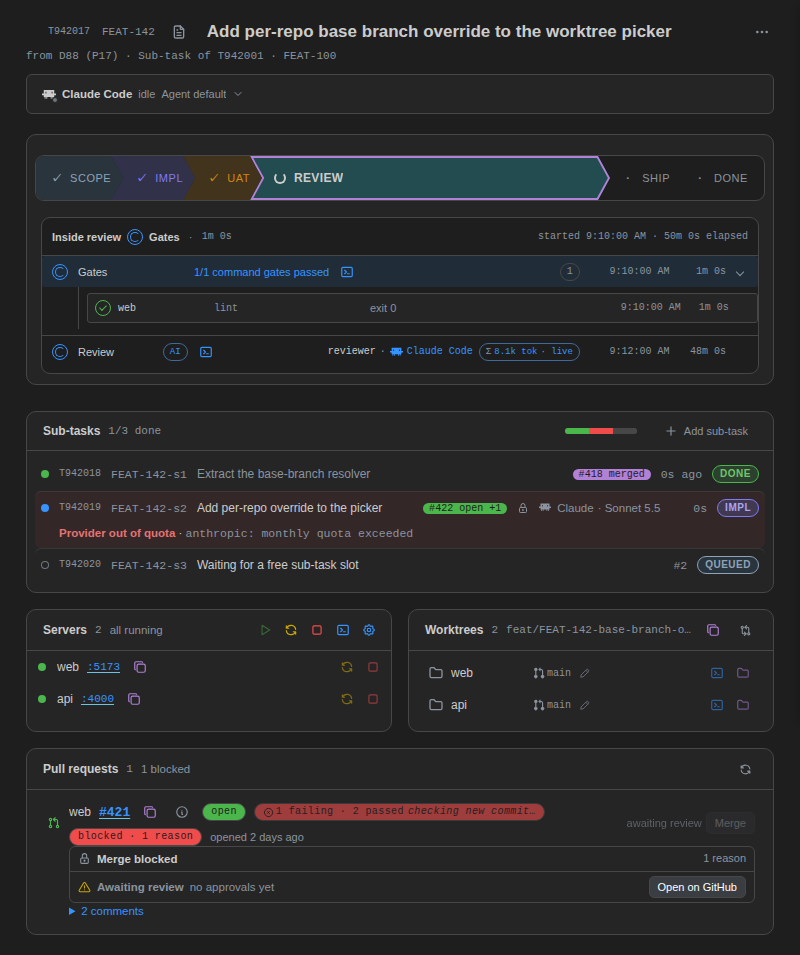 T942017 FEAT-142 Add per-repo base branch override to the worktree picker
from D88 (P17) · Sub-task of T942001 · FEAT-100
Claude Code idle Agent default
SCOPE IMPL UAT REVIEW SHIP DONE
Inside review Gates · 1m 0s started 9:10:00 AM · 50m 0s elapsed
Gates 1/1 command gates passed 1 9:10:00 AM 1m 0s
web lint exit 0 9:10:00 AM 1m 0s
Review AI reviewer · Claude Code Σ 8.1k tok · live 9:12:00 AM 48m 0s
Sub-tasks 1/3 done Add sub-task
T942018 FEAT-142-s1 Extract the base-branch resolver #418 merged 0s ago DONE
T942019 FEAT-142-s2 Add per-repo override to the picker #422 open +1 Claude · Sonnet 5.5 0s IMPL
Provider out of quota · anthropic: monthly quota exceeded
T942020 FEAT-142-s3 Waiting for a free sub-task slot #2 QUEUED
Servers 2 all running
web :5173
api :4000
Worktrees 2 feat/FEAT-142-base-branch-o…
web main
api main
Pull requests 1 1 blocked
web #421 open 1 failing · 2 passed checking new commit…
blocked · 1 reason opened 2 days ago
awaiting review Merge
Merge blocked 1 reason
Awaiting review no approvals yet Open on GitHub
2 comments